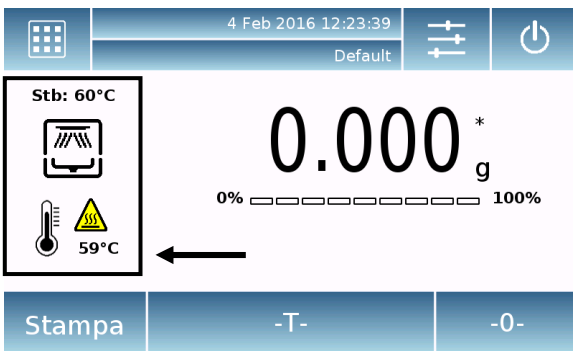 4 Feb 2016 12:23:39
Default
Stb: 60°C
59°C
0.000 *
g
0% 100%
Stampa
-T-
-0-